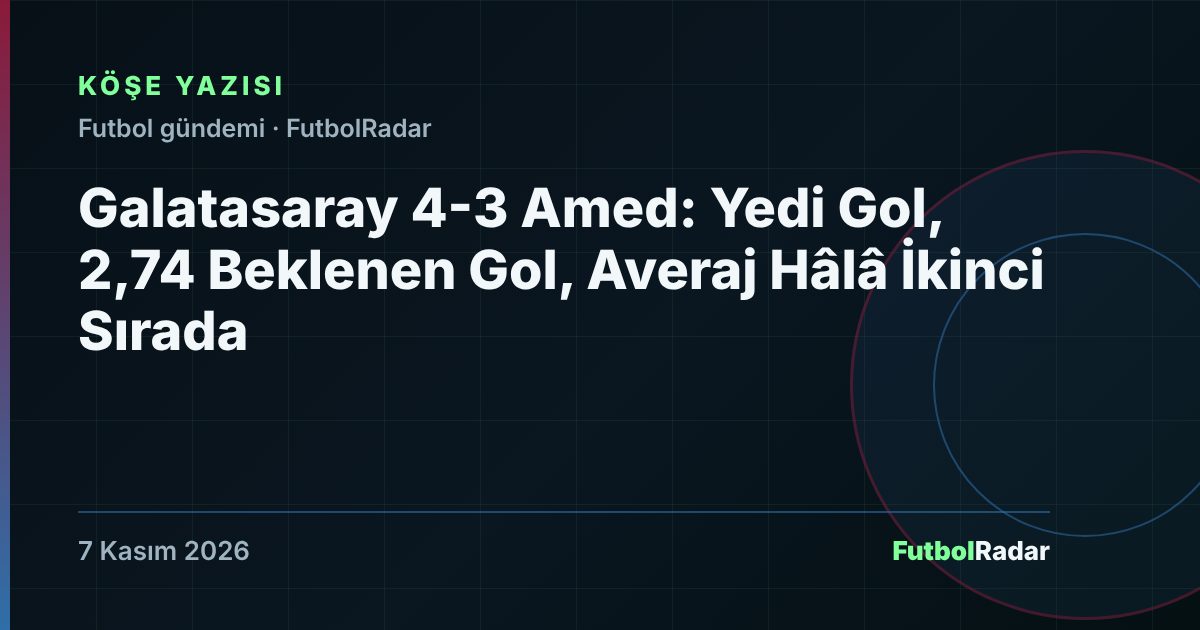 KÖŞE YAZISI
Futbol gündemi · FutbolRadar
Galatasaray 4-3 Amed: Yedi Gol,
2,74 Beklenen Gol, Averaj Hâlâ İkinci
Sırada
7 Kasım 2026
FutbolRadar